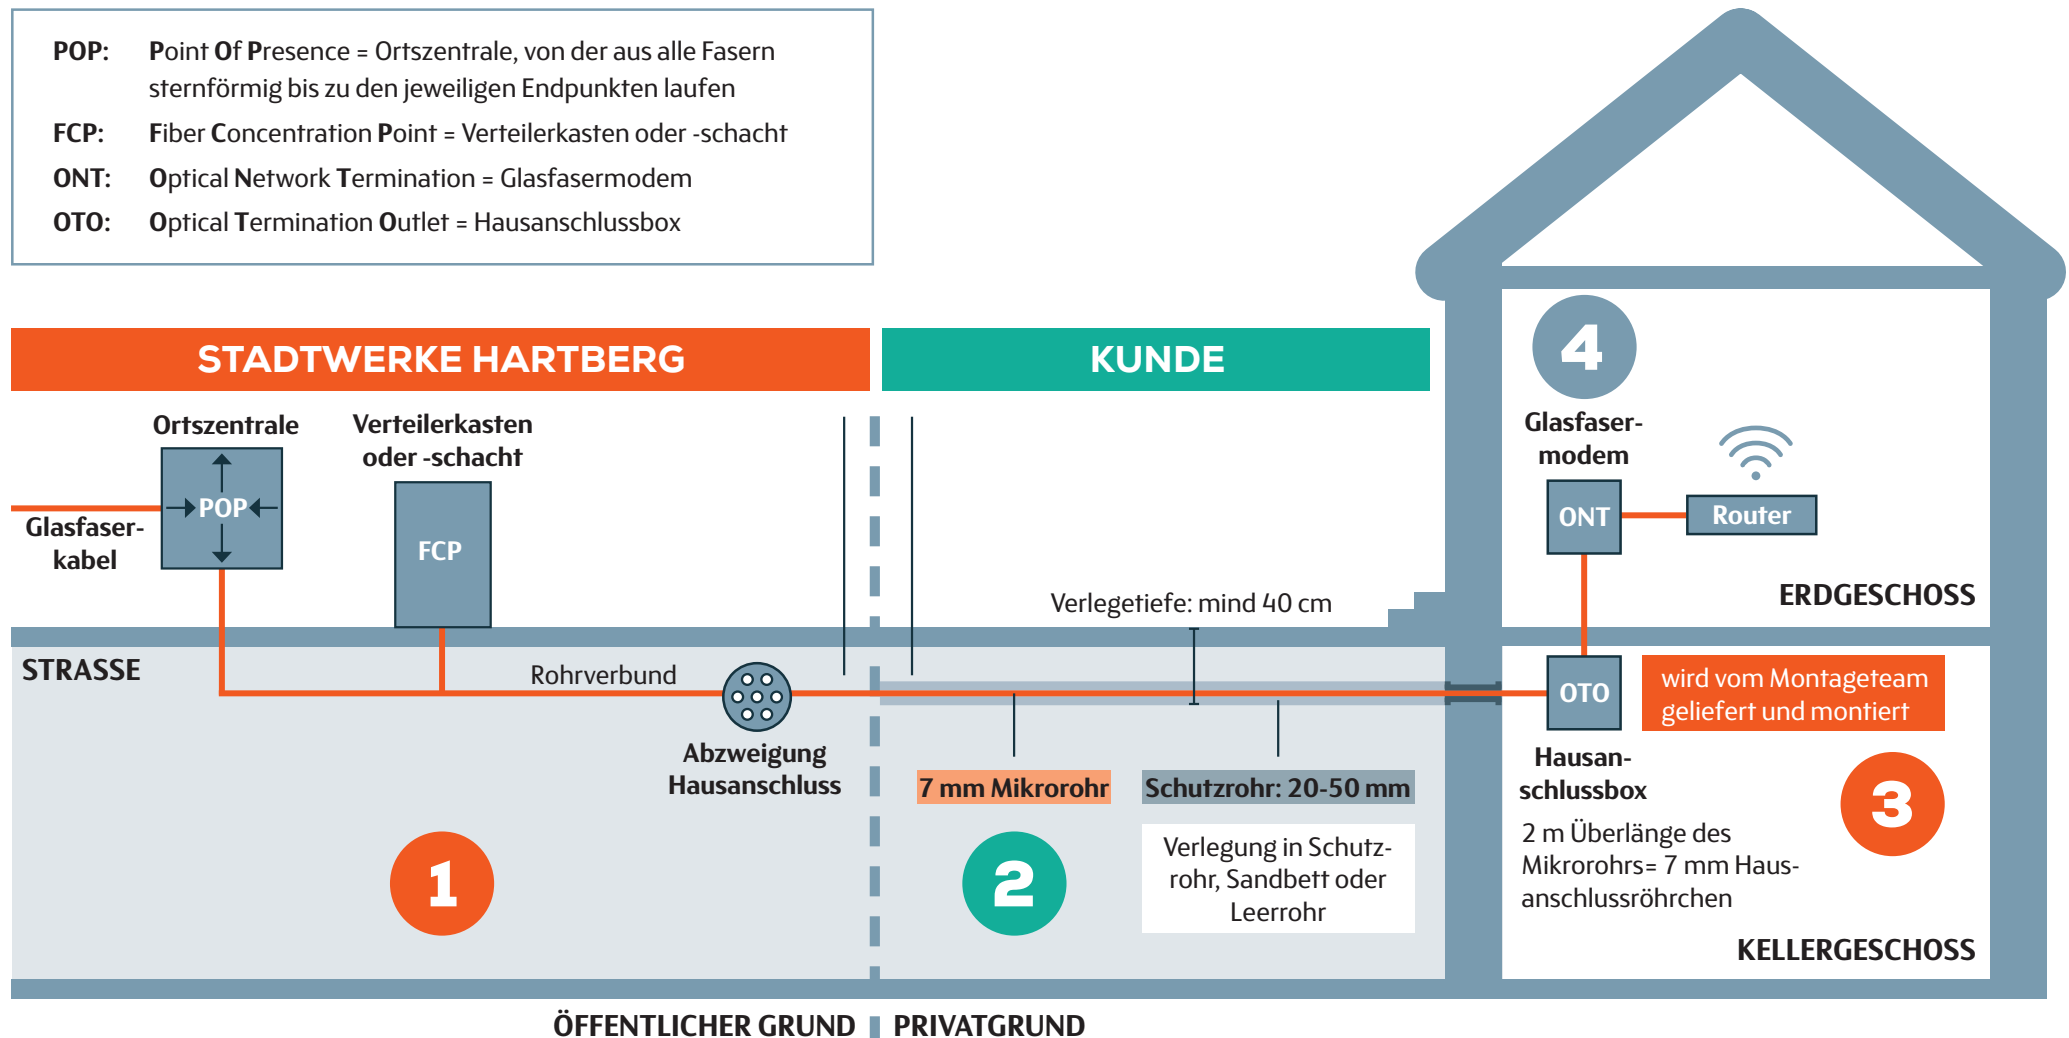 POP: Point Of Presence = Ortszentrale, von der aus alle Fasern
sternförmig bis zu den jeweiligen Endpunkten laufen
FCP: Fiber Concentration Point = Verteilerkasten oder -schacht
ONT: Optical Network Termination = Glasfasermodem
OTO: Optical Termination Outlet = Hausanschlussbox
STADTWERKE HARTBERG
KUNDE
Ortszentrale
POP
Glasfaser-
kabel
Verteilerkasten
oder -schacht
FCP
STRASSE
Rohrverbund
Abzweigung
Hausanschluss
1
Verlegetiefe: mind 40 cm
7 mm Mikrorohr
2
Schutzrohr: 20-50 mm
Verlegung in Schutz-
rohr, Sandbett oder
Leerrohr
4
Glasfaser-
modem
ONT
Router
ERDGESCHOSS
OTO
wird vom Montageteam
geliefert und montiert
Hausan-
schlussbox
2 m Überlänge des
Mikrorohrs= 7 mm Haus-
anschlussröhrchen
3
KELLERGESCHOSS
ÖFFENTLICHER GRUND
PRIVATGRUND